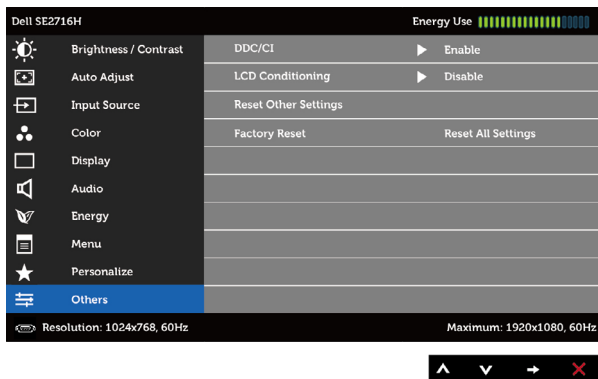 Dell SE2716H Energy Use
Brightness / Contrast DDC/CI Enable
Auto Adjust LCD Conditioning Disable
Input Source Reset Other Settings
Color Factory Reset Reset All Settings
Display
Audio
Energy
Menu
Personalize
Others
Resolution: 1024x768, 60Hz Maximum: 1920x1080, 60Hz